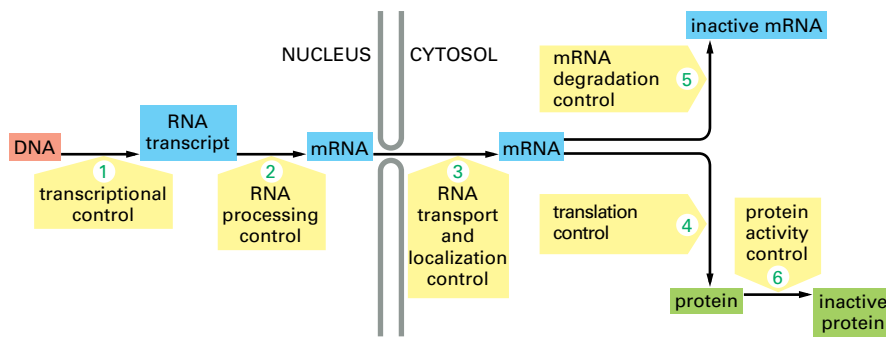 NUCLEUS
CYTOSOL
DNA
1
transcriptional
control
RNA
transcript
2
RNA
processing
control
mRNA
3
RNA
transport
and
localization
control
mRNA
inactive mRNA
mRNA
degradation
control
5
translation
control
4
protein
protein
activity
control
6
inactive
protein